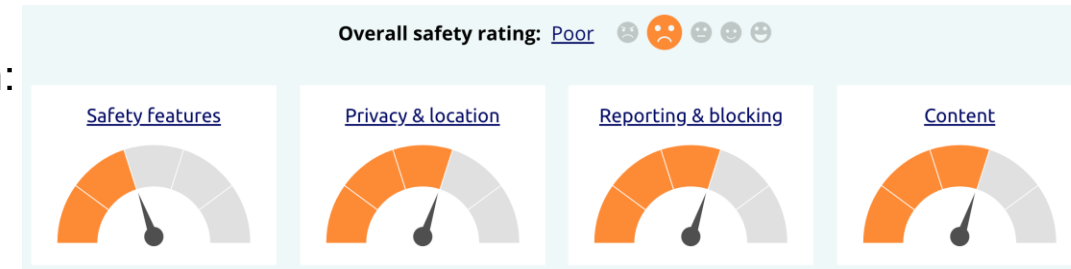 Overall safety rating: Poor
:
Safety features
Privacy & location
Reporting & blocking
Content